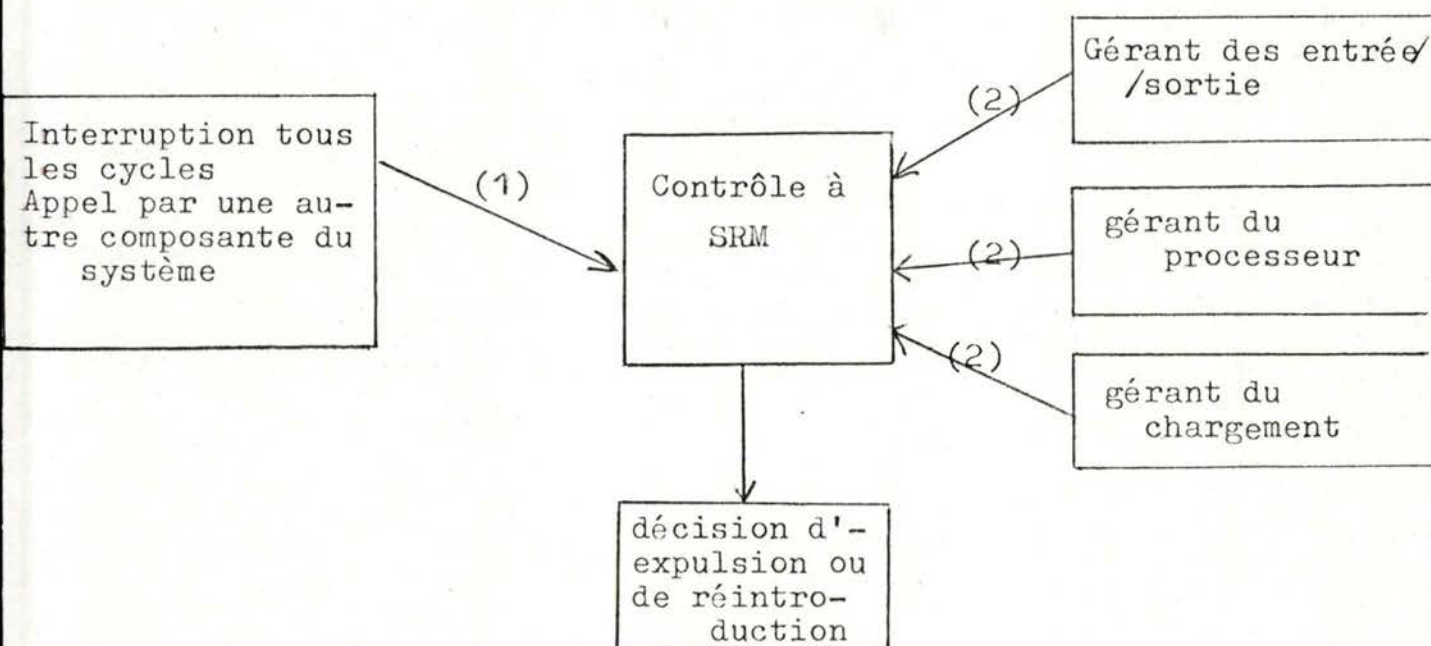 Interruption tous
les cycles
Appel par une au-
tre composante du
système
(1)
Contrôle à
SRM
(2)
Gérant des entrée/
/sortie
(2)
gérant du
processeur
(2)
gérant du
chargement
décision d'-
expulsion ou
de réintro-
duction